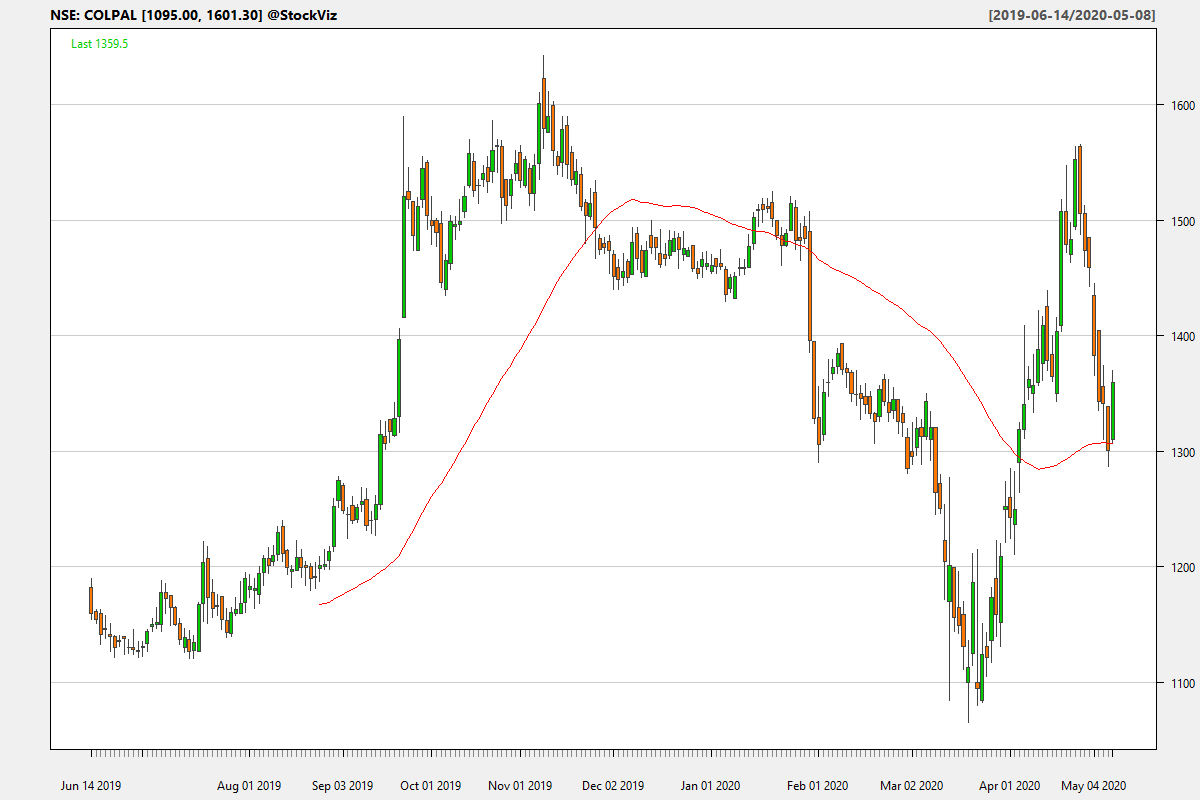 NSE: COLPAL [1095.00, 1601.30] @StockViz [2019-06-14/2020-05-08]
Last 1359.5
1600
1500
1400
1300
1200
1100
Jun 14 2019 Aug 01 2019 Sep 03 2019 Oct 01 2019 Nov 01 2019 Dec 02 2019 Jan 01 2020 Feb 01 2020 Mar 02 2020 Apr 01 2020 May 04 2020